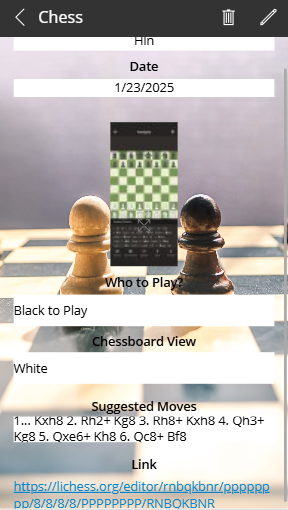 Chess
Hin
Date
1/23/2025
Who to Play?
Black to Play
Chessboard View
White
Suggested Moves
1... Kxh8 2. Rh2+ Kg8 3. Rh8+ Kxh8 4. Qh3+
Kg8 5. Qxe6+ Kh8 6. Qc8+ Bf8
Link
https://lichess.org/editor/rnbqkbnr/pppppp
pp/8/8/8/8/PPPPPPPP/RNBQKBNR